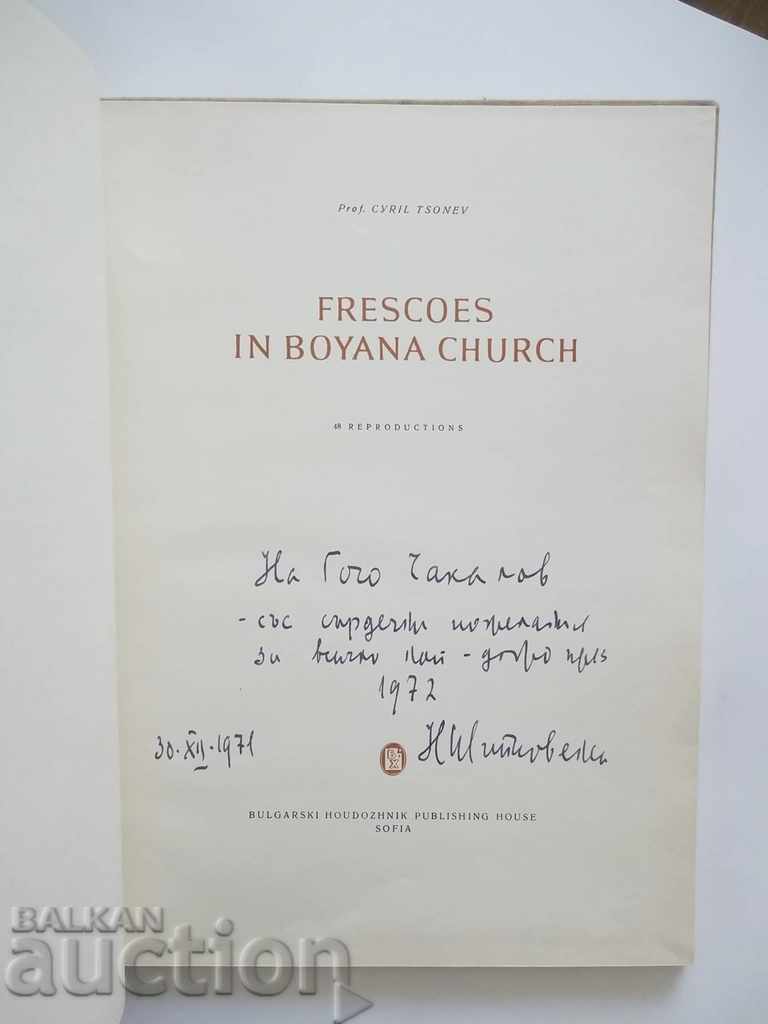 Prof. CYRIL TSONEV
FRESCOES
IN BOYANA CHURCH
48 REPRODUCTIONS
На Гочо Чакалов
- със сърдечни пожелания
за всичко най-добро през
1972
30.XII.1971
BULGARSKI HOUDOZHNIK PUBLISHING HOUSE
SOFIA
BALKAN
auction